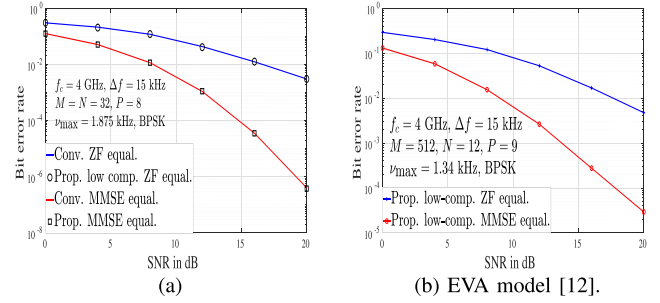 10^0
10^-2
10^-4
10^-6
10^-8
Bit error rate
f_c = 4 GHz, Δf = 15 kHz
M = N = 32, P = 8
ν_max = 1.875 kHz, BPSK
Conv. ZF equal.
Prop. low comp. ZF equal.
Conv. MMSE equal.
Prop. MMSE equal.
0 5 10 15 20
SNR in dB
(a)
10^0
10^-1
10^-2
10^-3
10^-4
10^-5
Bit error rate
f_c = 4 GHz, Δf = 15 kHz
M = 512, N = 12, P = 9
ν_max = 1.34 kHz, BPSK
Prop. low-comp. ZF equal.
Prop. low-comp. MMSE equal.
0 5 10 15 20
SNR in dB
(b) EVA model [12].